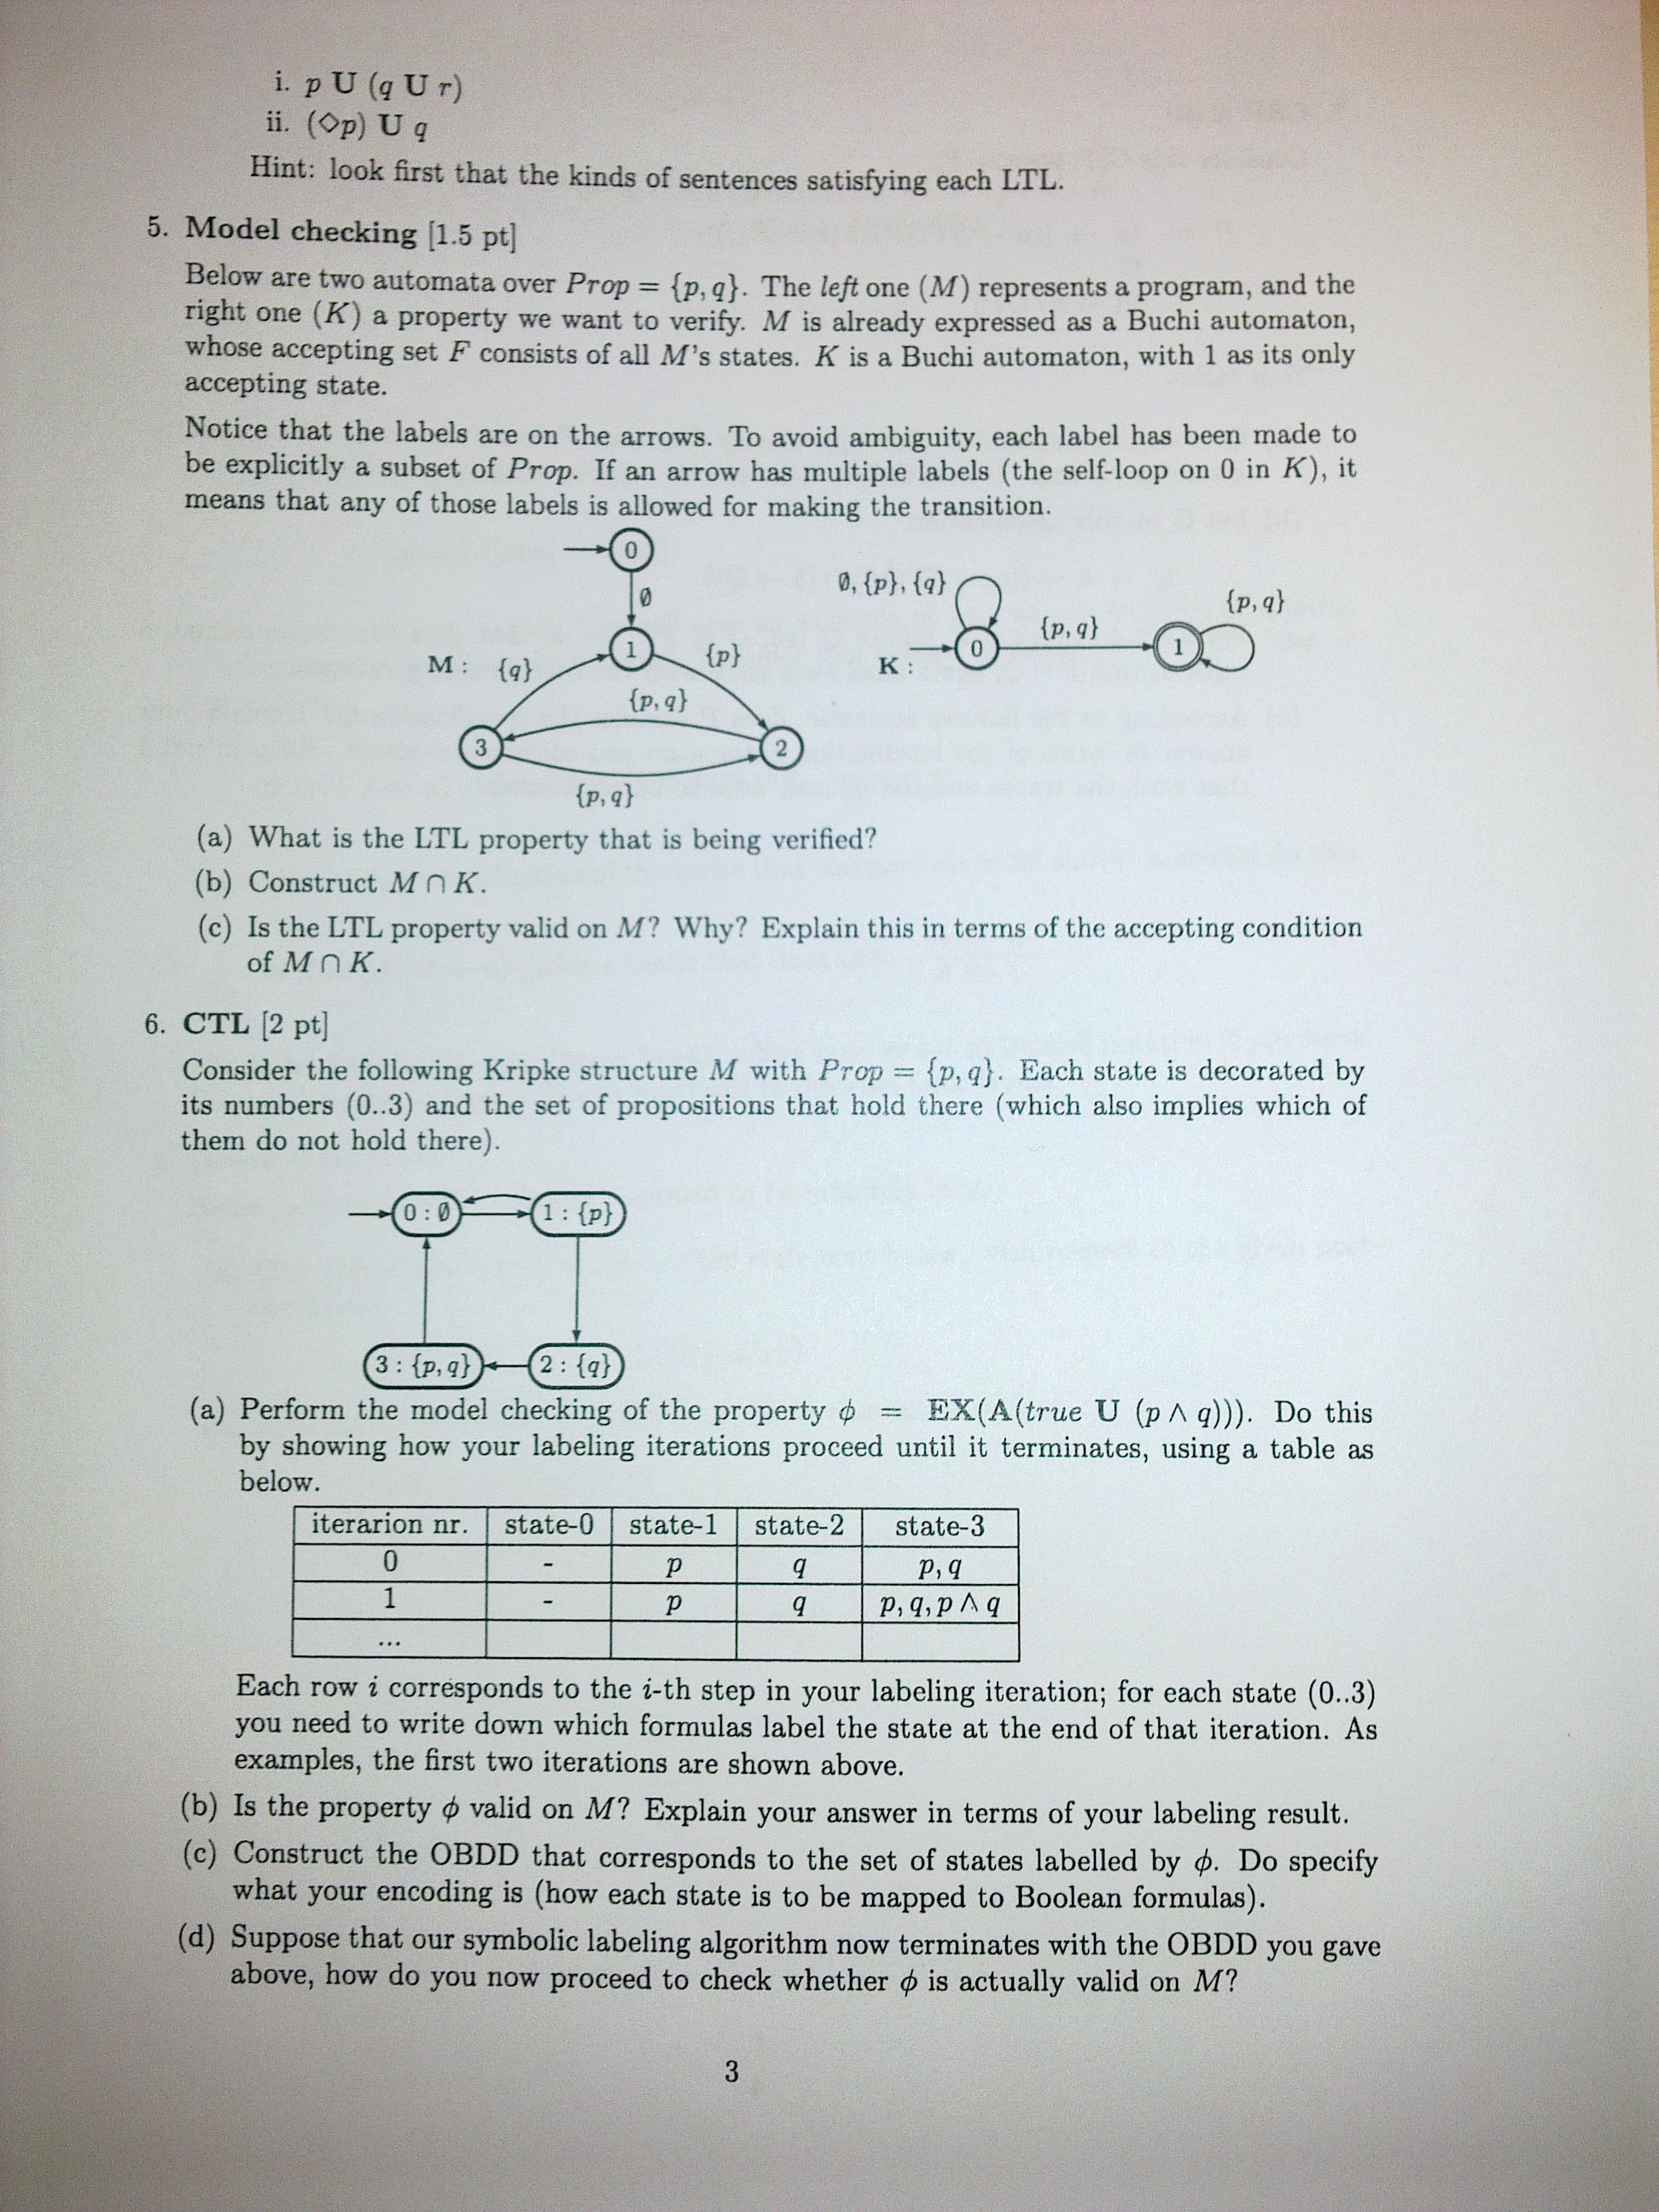 i. p U (q U r)
ii. (◇p) U q
Hint: look first that the kinds of sentences satisfying each LTL.
5. Model checking [1.5 pt]
Below are two automata over Prop = {p, q}. The left one (M) represents a program, and the
right one (K) a property we want to verify. M is already expressed as a Buchi automaton,
whose accepting set F consists of all M's states. K is a Buchi automaton, with 1 as its only
accepting state.
Notice that the labels are on the arrows. To avoid ambiguity, each label has been made to
be explicitly a subset of Prop. If an arrow has multiple labels (the self-loop on 0 in K), it
means that any of those labels is allowed for making the transition.
0
∅
M : {q} 1 {p}
{p, q}
3 2
{p, q}
∅, {p}, {q}
{p, q}
{p, q}
K : 0 1
(a) What is the LTL property that is being verified?
(b) Construct M ∩ K.
(c) Is the LTL property valid on M? Why? Explain this in terms of the accepting condition
of M ∩ K.
6. CTL [2 pt]
Consider the following Kripke structure M with Prop = {p, q}. Each state is decorated by
its numbers (0..3) and the set of propositions that hold there (which also implies which of
them do not hold there).
0 : ∅ 1 : {p}
3 : {p, q} 2 : {q}
(a) Perform the model checking of the property ϕ = EX(A(true U (p ∧ q))). Do this
by showing how your labeling iterations proceed until it terminates, using a table as
below.
iterarion nr. state-0 state-1 state-2 state-3
0 - p q p, q
1 - p q p, q, p ∧ q
...
Each row i corresponds to the i-th step in your labeling iteration; for each state (0..3)
you need to write down which formulas label the state at the end of that iteration. As
examples, the first two iterations are shown above.
(b) Is the property ϕ valid on M? Explain your answer in terms of your labeling result.
(c) Construct the OBDD that corresponds to the set of states labelled by ϕ. Do specify
what your encoding is (how each state is to be mapped to Boolean formulas).
(d) Suppose that our symbolic labeling algorithm now terminates with the OBDD you gave
above, how do you now proceed to check whether ϕ is actually valid on M?
3